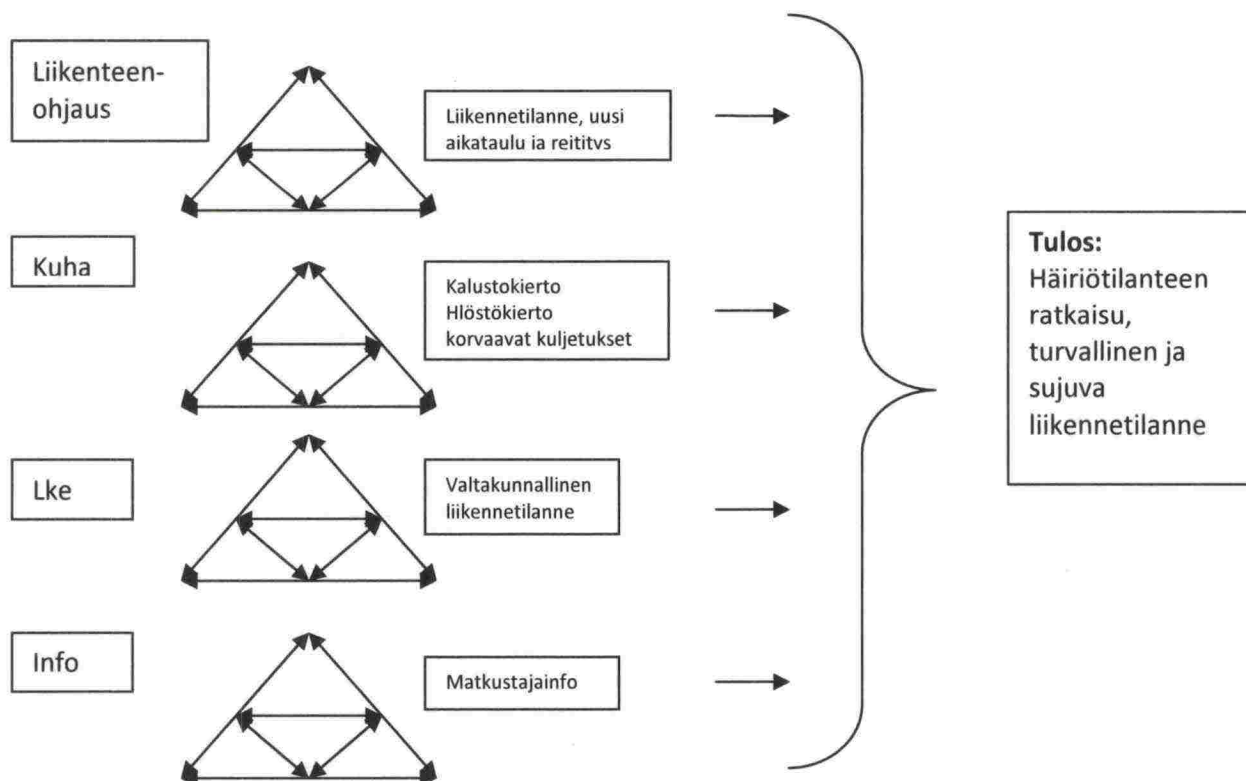 Liikenteen-
ohjaus
Liikennetilanne, uusi
aikataulu ja reititys
Kuha
Kalustokierto
Hlöstökierto
korvaavat kuljetukset
Tulos:
Häiriötilanteen
ratkaisu,
turvallinen ja
sujuva
liikennetilanne
Lke
Valtakunnallinen
liikennetilanne
Info
Matkustajainfo